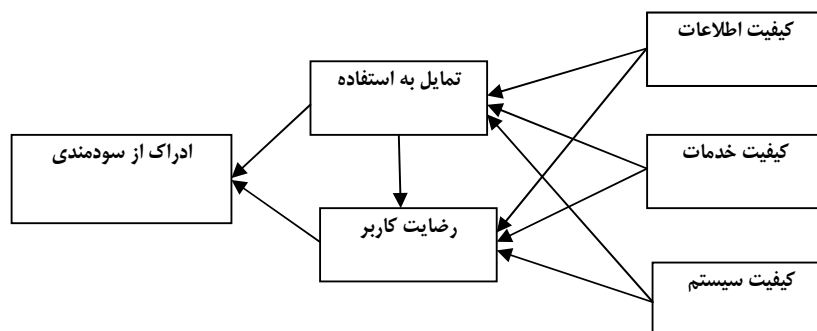 کیفیت اطلاعات
تمایل به استفاده
کیفیت خدمات
ادراک از سودمندی
رضایت کاربر
کیفیت سیستم